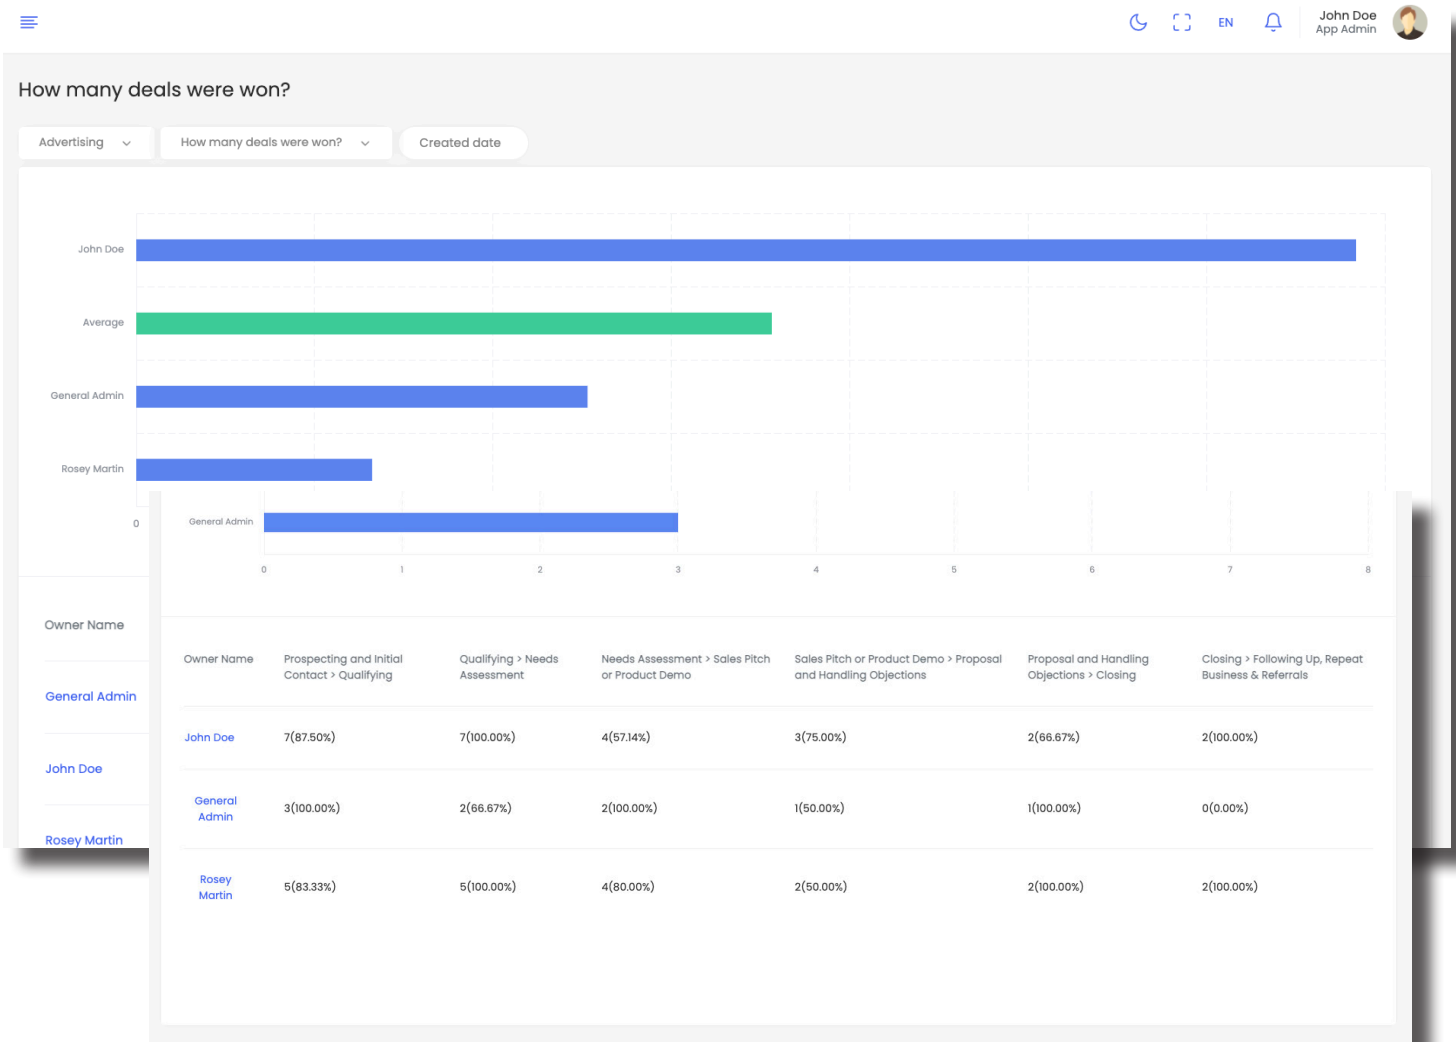 EN
John Doe
App Admin
How many deals were won?
Advertising
How many deals were won?
Created date
John Doe
Average
General Admin
Rosey Martin
0
General Admin
0 1 2 3 4 5 6 7 8
Owner Name
General Admin
John Doe
Rosey Martin
Owner Name Prospecting and Initial Qualifying > Needs Needs Assessment > Sales Pitch Sales Pitch or Product Demo > Proposal Proposal and Handling Closing > Following Up, Repeat
Contact > Qualifying Assessment or Product Demo and Handling Objections Objections > Closing Business & Referrals
John Doe 7(87.50%) 7(100.00%) 4(57.14%) 3(75.00%) 2(66.67%) 2(100.00%)
General
Admin 3(100.00%) 2(66.67%) 2(100.00%) 1(50.00%) 1(100.00%) 0(0.00%)
Rosey
Martin 5(83.33%) 5(100.00%) 4(80.00%) 2(50.00%) 2(100.00%) 2(100.00%)